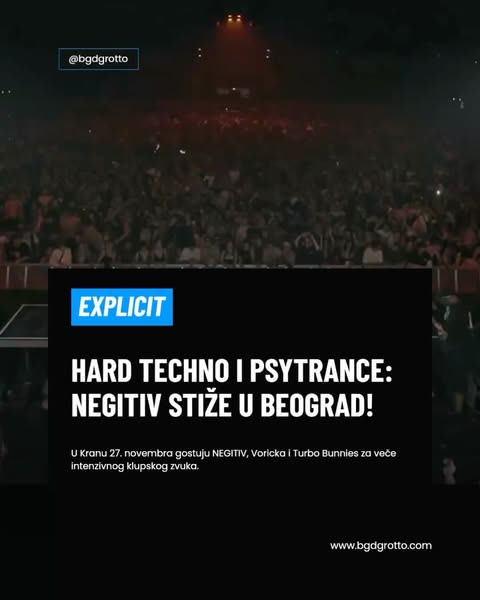 @bgdgrotto
EXPLICIT
HARD TECHNO I PSYTRANCE:
NEGITIV STIŽE U BEOGRAD!
U Kranu 27. novembra gostuju NEGITIV, Voricka i Turbo Bunnies za veče
intenzivnog klupskog zvuka.
www.bgdgrotto.com